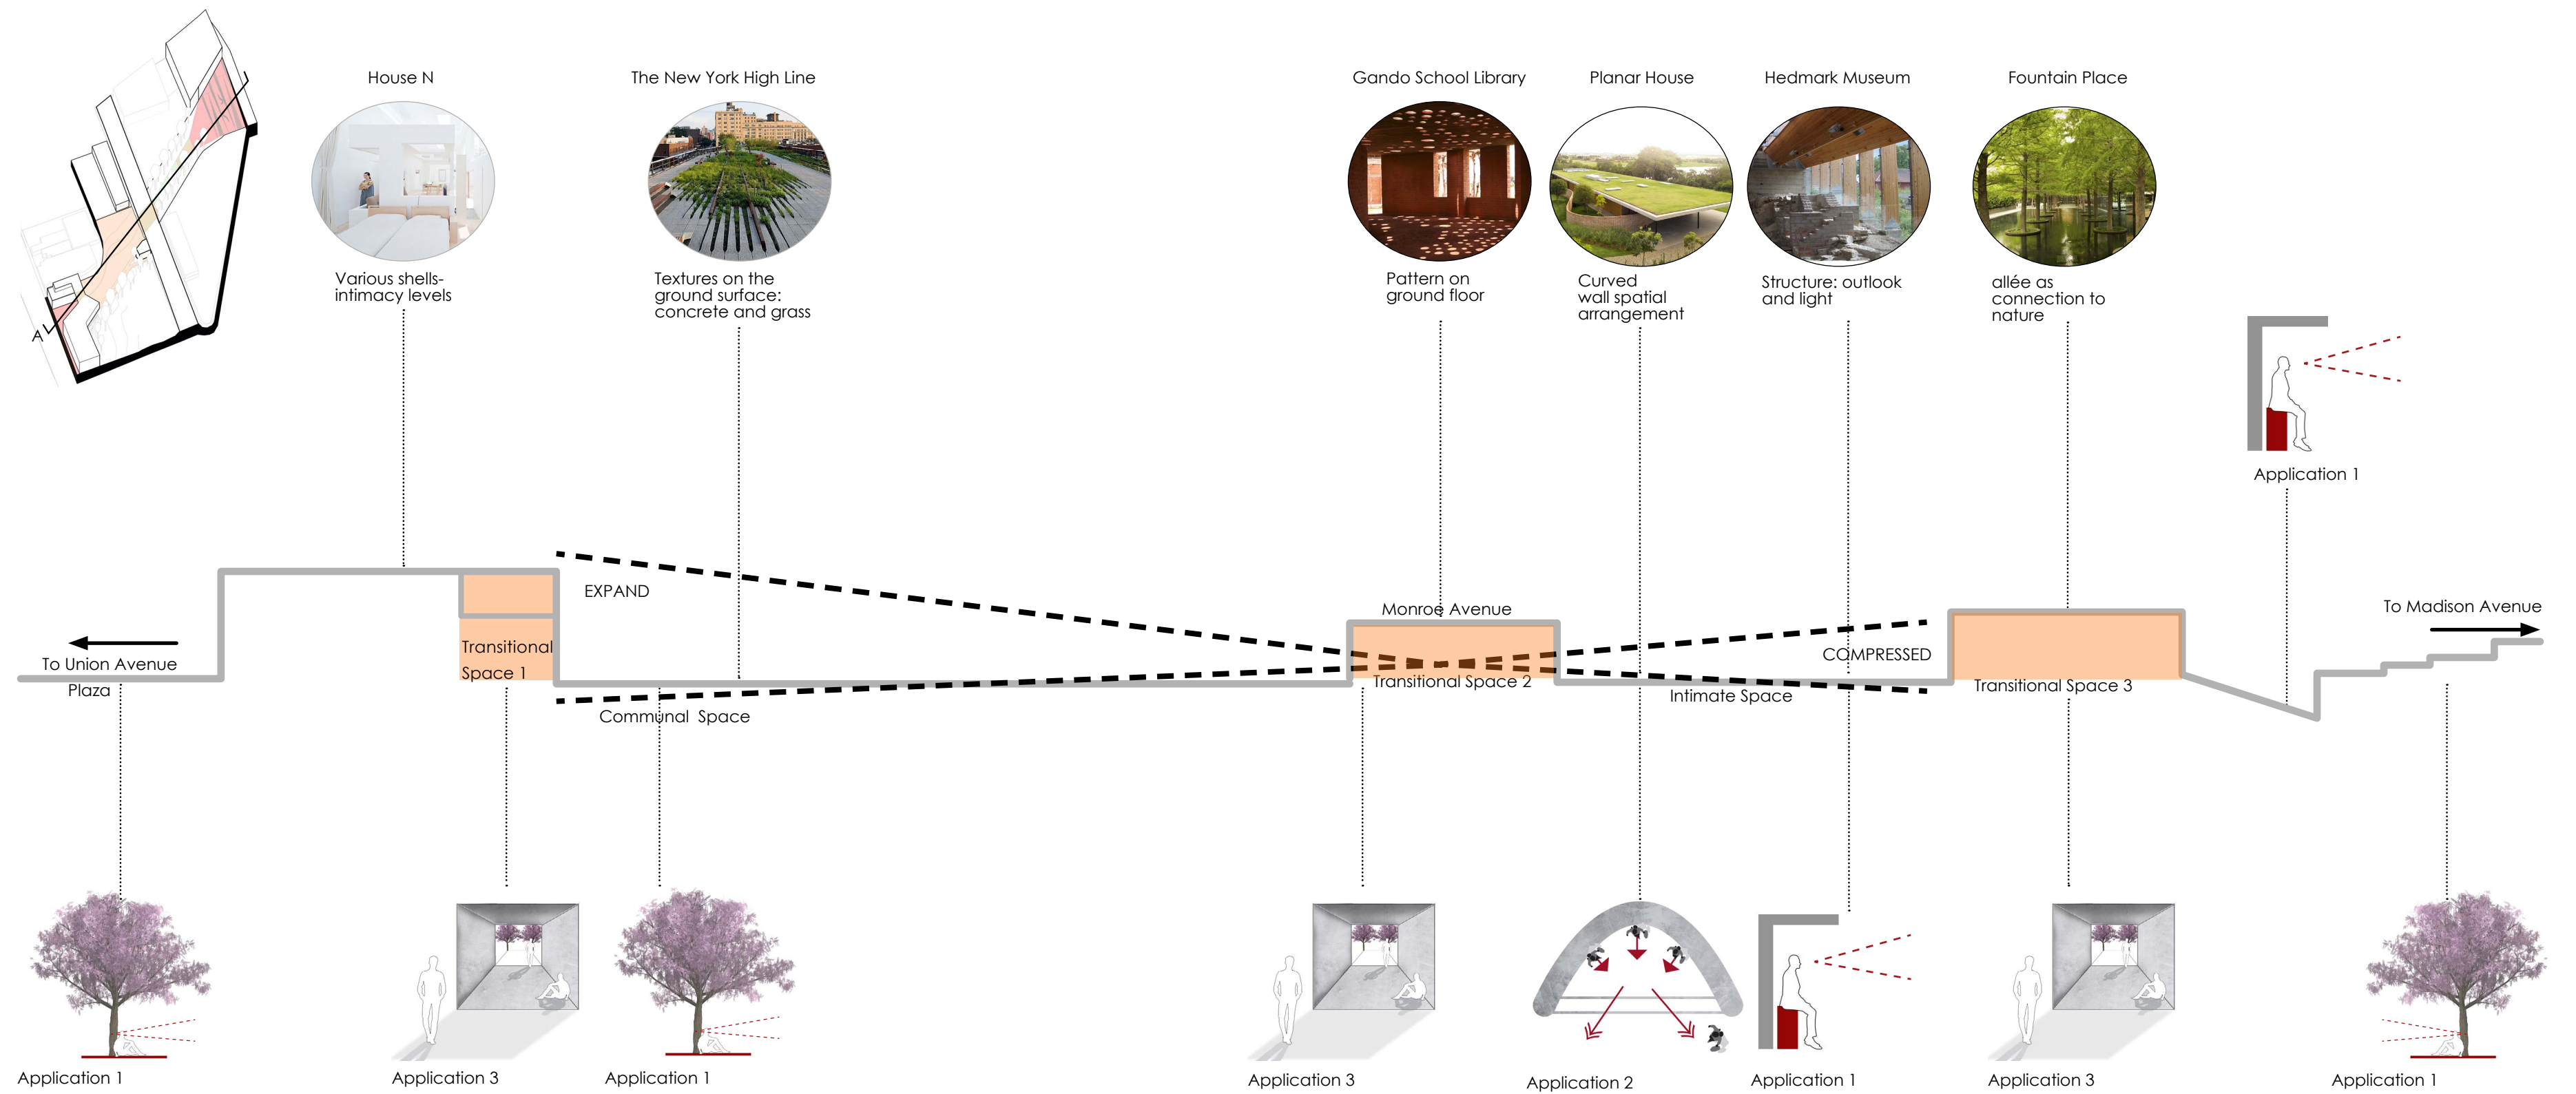 House N
The New York High Line
Gando School Library
Planar House
Hedmark Museum
Fountain Place
Various shells-
intimacy levels
Textures on the
ground surface:
concrete and grass
Pattern on
ground floor
Curved
wall spatial
arrangement
Structure: outlook
and light
allée as
connection to
nature
A
Application 1
EXPAND
Monroe Avenue
To Madison Avenue
To Union Avenue
Plaza
Transitional
Space 1
COMPRESSED
Communal Space
Transitional Space 2
Intimate Space
Transitional Space 3
Application 1
Application 3
Application 1
Application 3
Application 2
Application 1
Application 3
Application 1